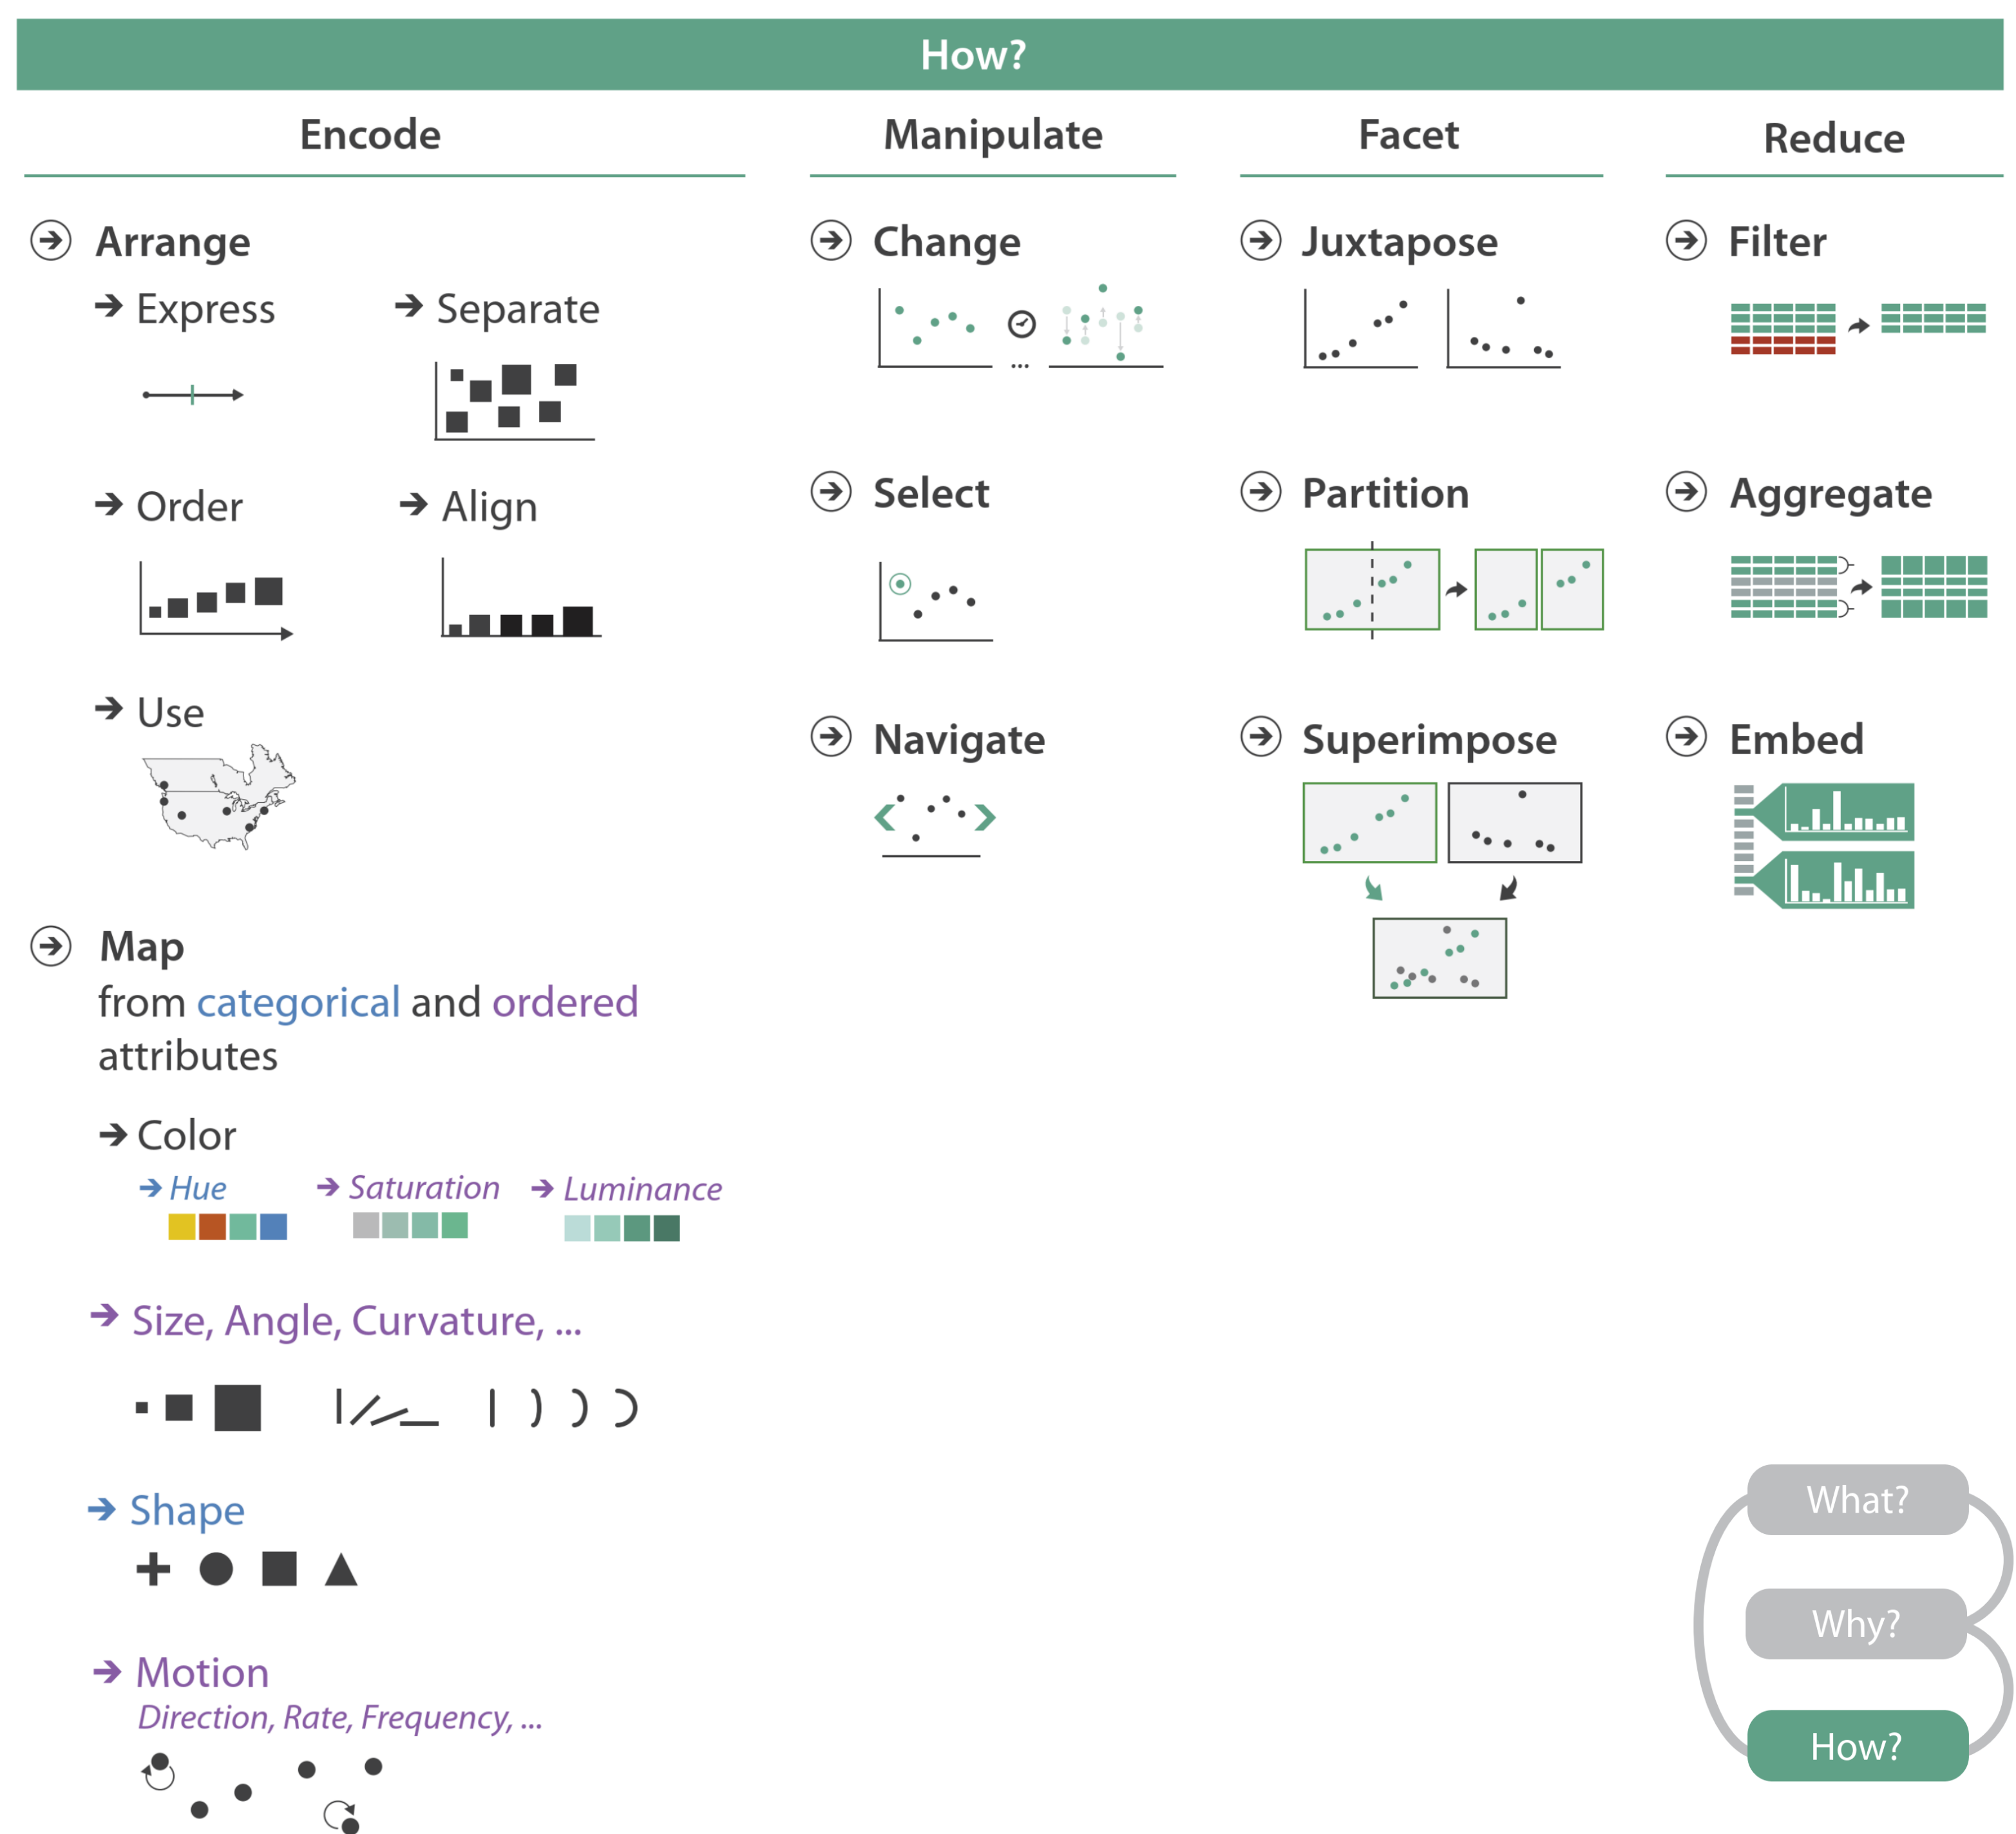 How?
Encode
Manipulate
Facet
Reduce
Arrange
Express
Separate
Order
Align
Use
Map
from categorical and ordered
attributes
Color
Hue
Saturation
Luminance
Size, Angle, Curvature, ...
Shape
Motion
Direction, Rate, Frequency, ...
Change
...
Select
Navigate
Juxtapose
Partition
Superimpose
Filter
Aggregate
Embed
What?
Why?
How?